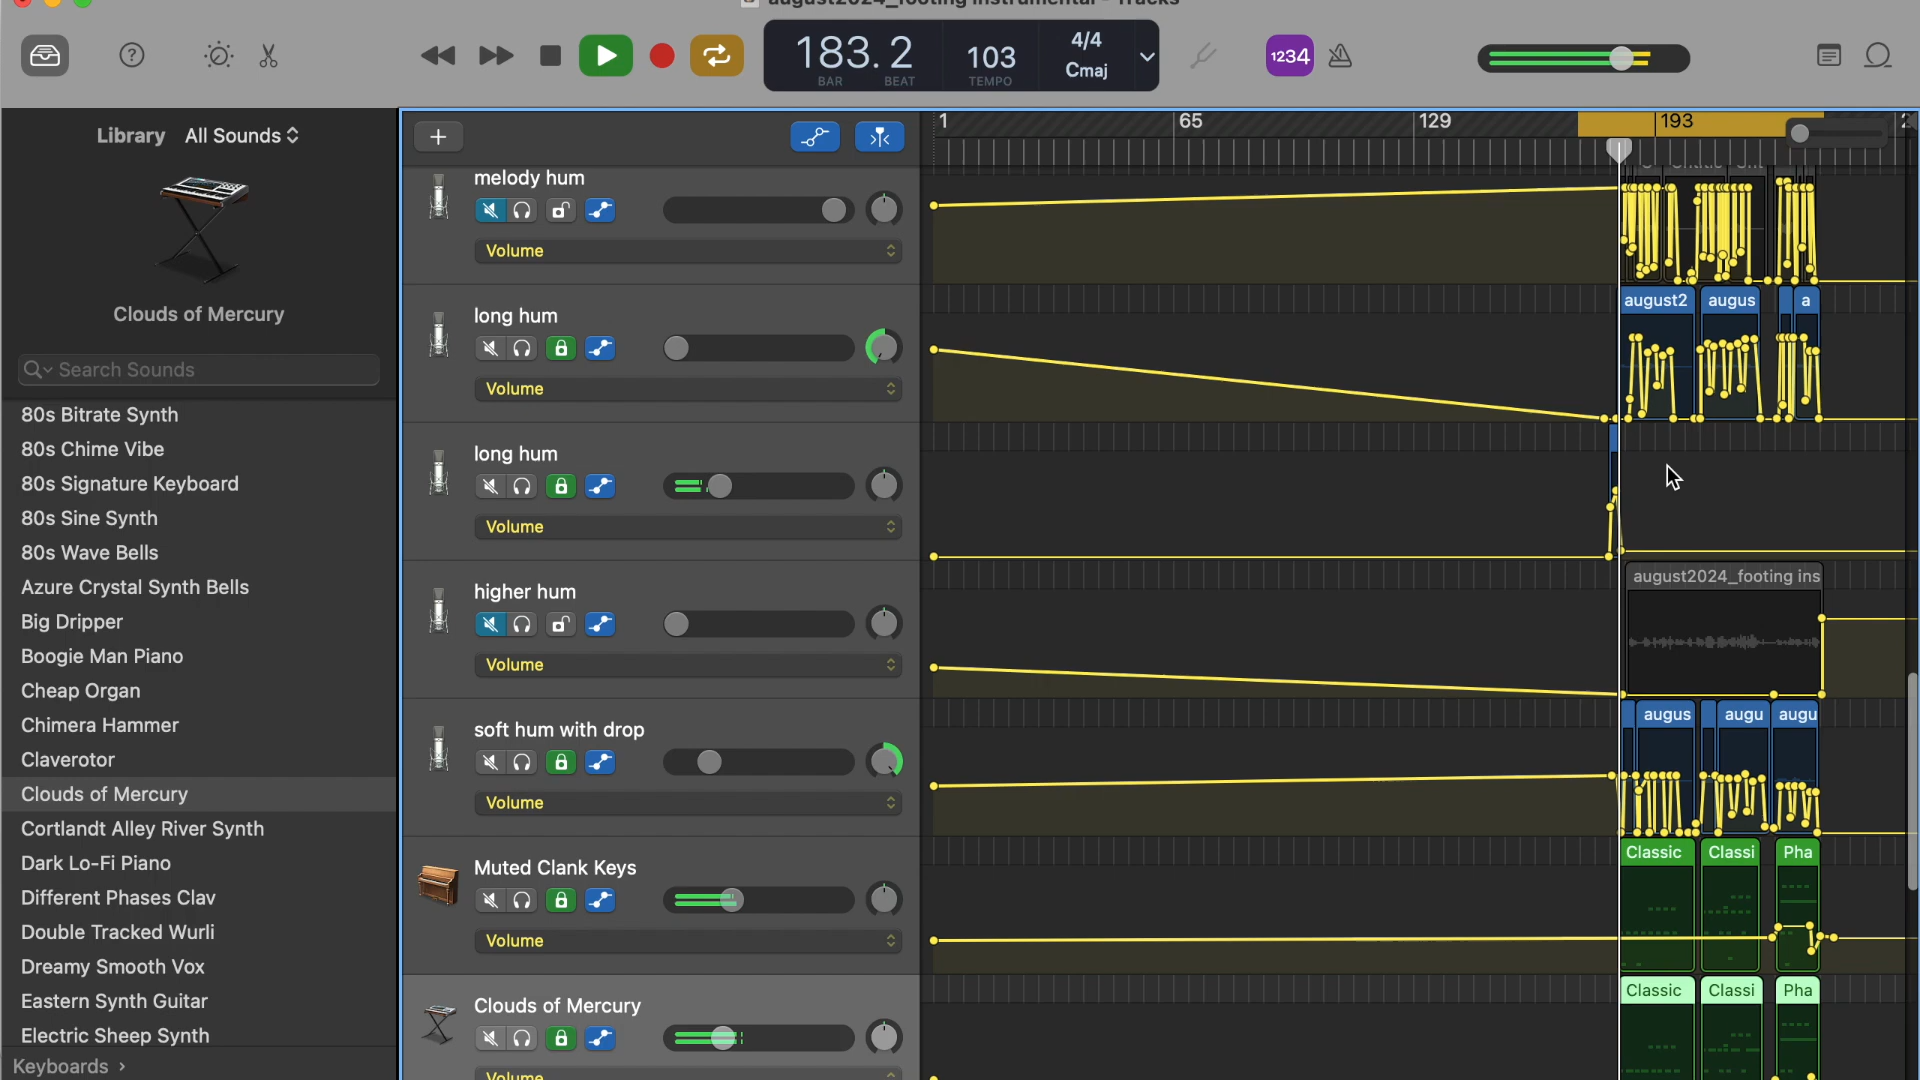 august2024_footing instrumental - Tracks
183. 2
BAR
BEAT
103
TEMPO
4/4
Cmaj
1234
Library
All Sounds
Clouds of Mercury
Search Sounds
80s Bitrate Synth
80s Chime Vibe
80s Signature Keyboard
80s Sine Synth
80s Wave Bells
Azure Crystal Synth Bells
Big Dripper
Boogie Man Piano
Cheap Organ
Chimera Hammer
Claverotor
Clouds of Mercury
Cortlandt Alley River Synth
Dark Lo-Fi Piano
Different Phases Clav
Double Tracked Wurli
Dreamy Smooth Vox
Eastern Synth Guitar
Electric Sheep Synth
Keyboards
1
65
129
193
2
melody hum
Volume
long hum
Volume
august2
augus
a
long hum
Volume
higher hum
Volume
august2024_footing ins
soft hum with drop
Volume
augus
augu
augu
Muted Clank Keys
Volume
Classic
Classi
Pha
Clouds of Mercury
Volume
Classic
Classi
Pha